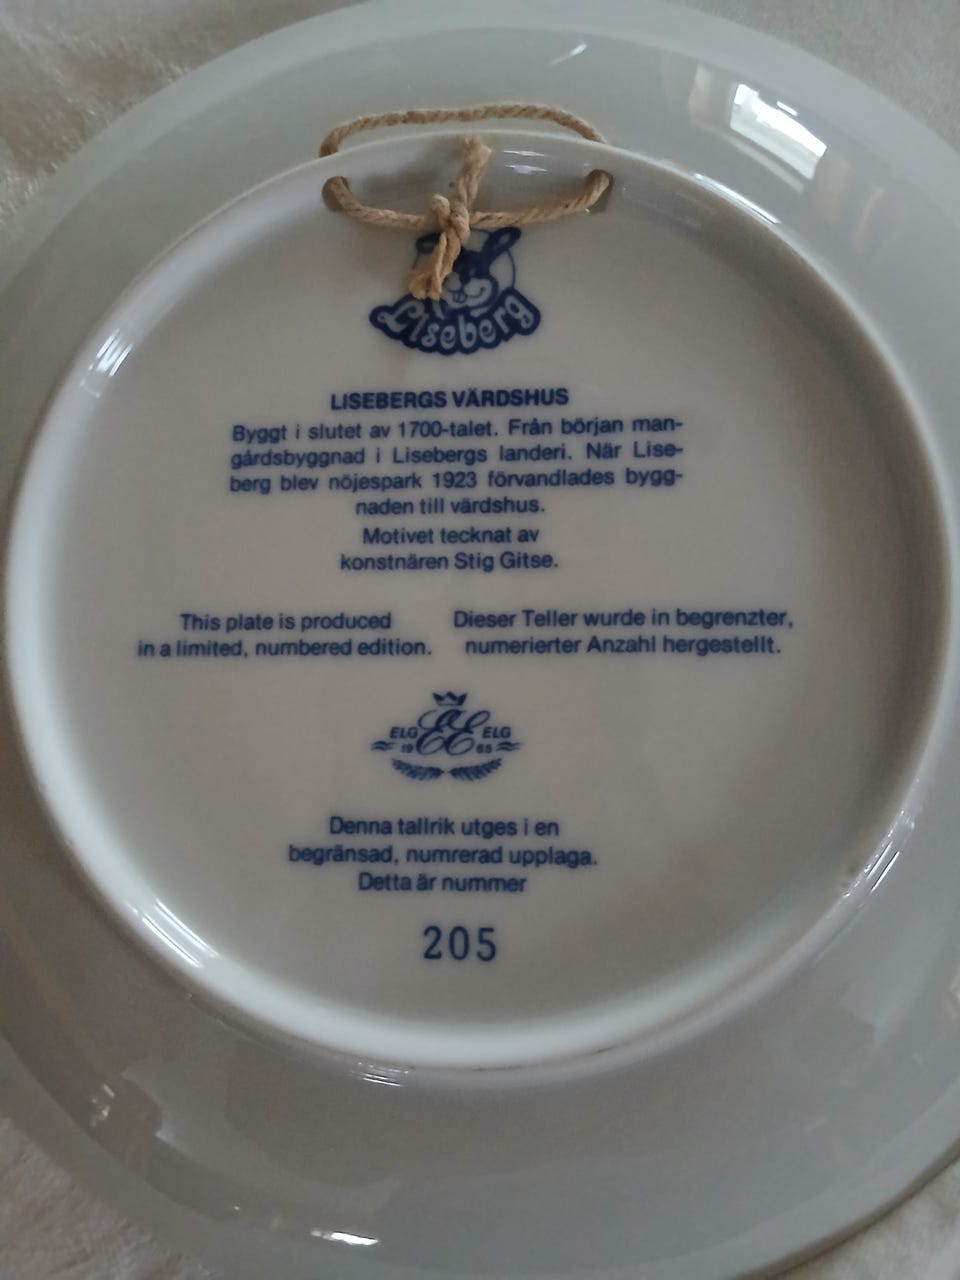 Liseberg
LISEBERGS VÄRDSHUS
Byggt i slutet av 1700-talet. Från början man-
gårdsbyggnad i Lisebergs landeri. När Lise-
berg blev nöjespark 1923 förvandlades bygg-
naden till värdshus.
Motivet tecknat av
konstnären Stig Gitse.
This plate is produced
in a limited, numbered edition.
Dieser Teller wurde in begrenzter,
numerierter Anzahl hergestellt.
ELG EE ELG
19 65
Denna tallrik utges i en
begränsad, numrerad upplaga.
Detta är nummer
205